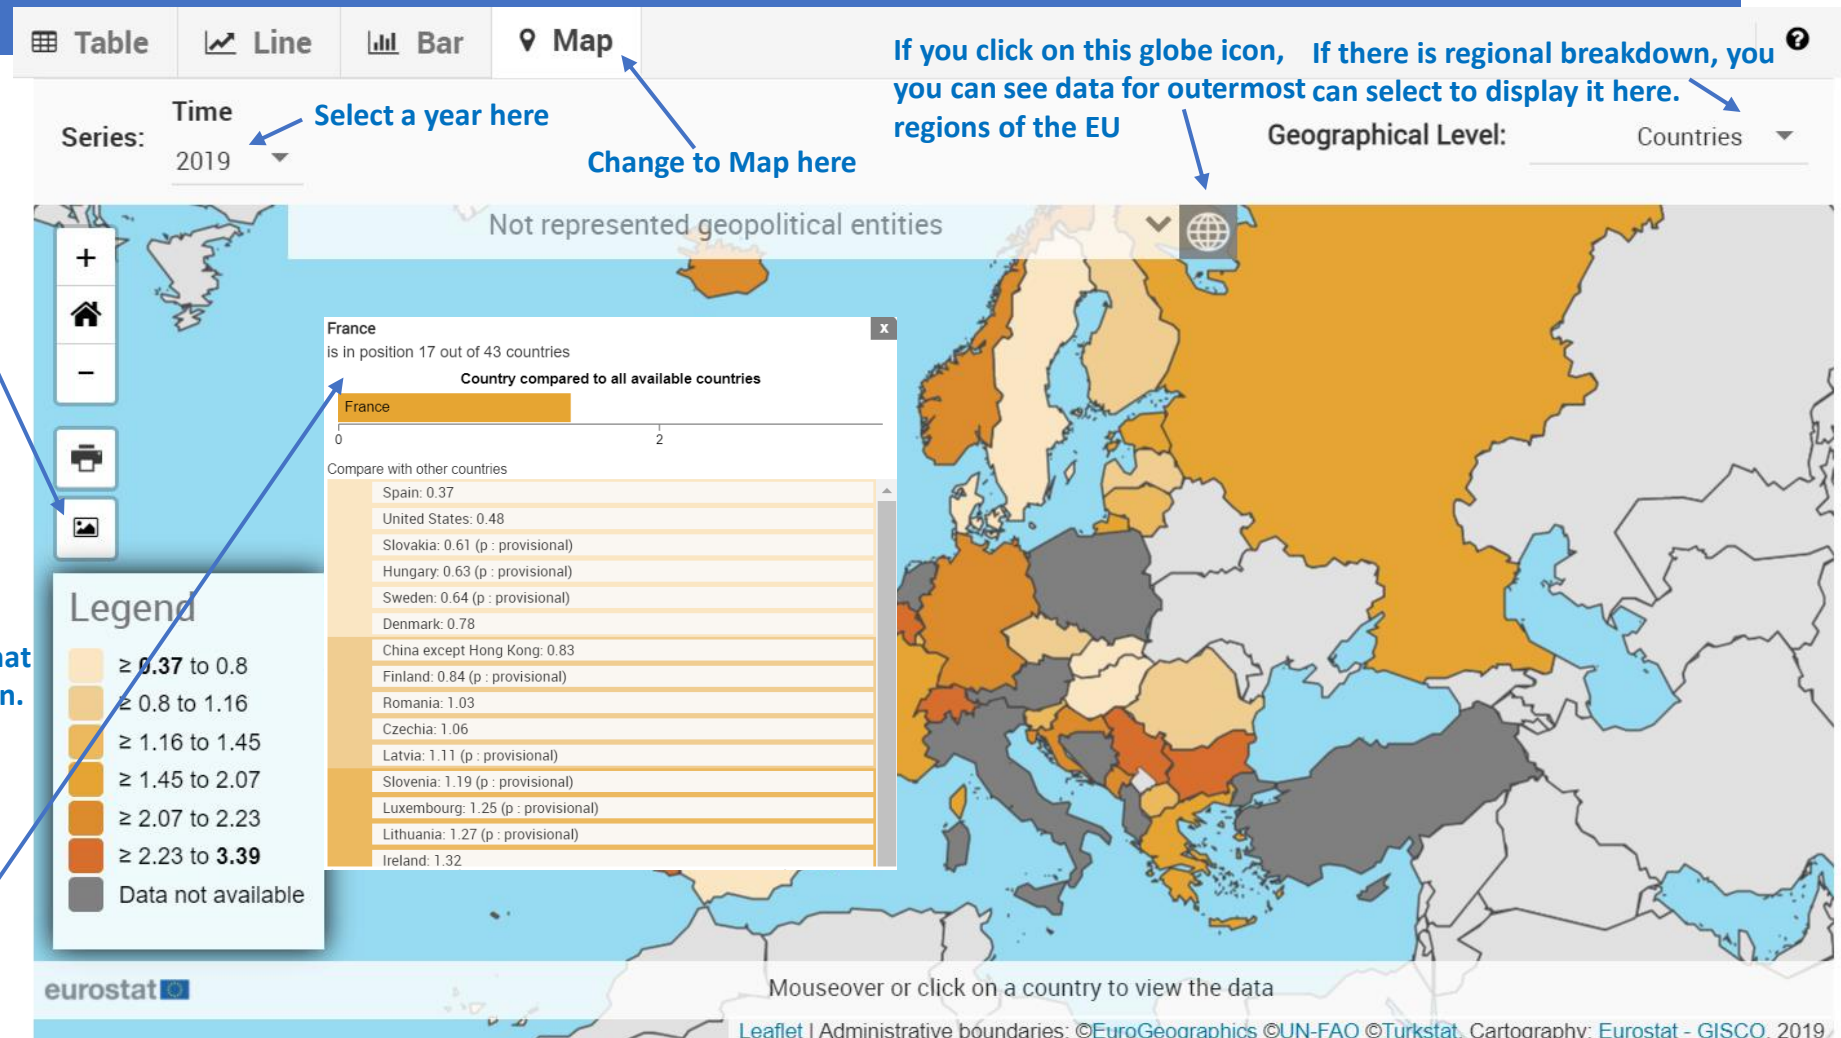 Table
Line
Bar
Map
If you click on this globe icon,
you can see data for outermost
regions of the EU
If there is regional breakdown, you
can select to display it here.
Series:
Time
2019
Select a year here
Change to Map here
Geographical Level:
Countries
Not represented geopolitical entities
+
−
France
x
is in position 17 out of 43 countries
Country compared to all available countries
France
0
2
Compare with other countries
Spain: 0.37
United States: 0.48
Slovakia: 0.61 (p : provisional)
Hungary: 0.63 (p : provisional)
Sweden: 0.64 (p : provisional)
Denmark: 0.78
China except Hong Kong: 0.83
Finland: 0.84 (p : provisional)
Romania: 1.03
Czechia: 1.06
Latvia: 1.11 (p : provisional)
Slovenia: 1.19 (p : provisional)
Luxembourg: 1.25 (p : provisional)
Lithuania: 1.27 (p : provisional)
Ireland: 1.32
Legend
≥ 0.37 to 0.8
≥ 0.8 to 1.16
≥ 1.16 to 1.45
≥ 1.45 to 2.07
≥ 2.07 to 2.23
≥ 2.23 to 3.39
Data not available
eurostat
Mouseover or click on a country to view the data
Leaflet | Administrative boundaries: ©EuroGeographics ©UN-FAO ©Turkstat, Cartography: Eurostat - GISCO, 2019